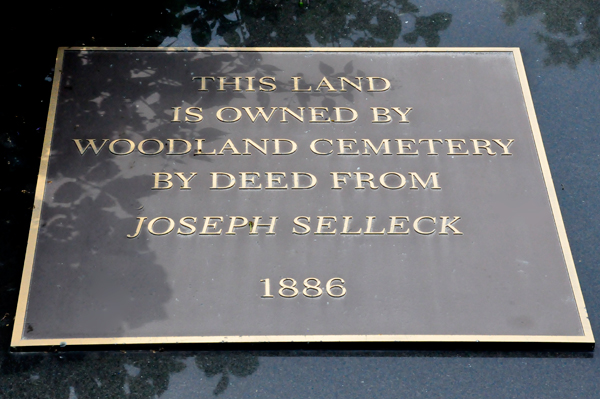 THIS LAND
IS OWNED BY
WOODLAND CEMETERY
BY DEED FROM
JOSEPH SELLECK
1886